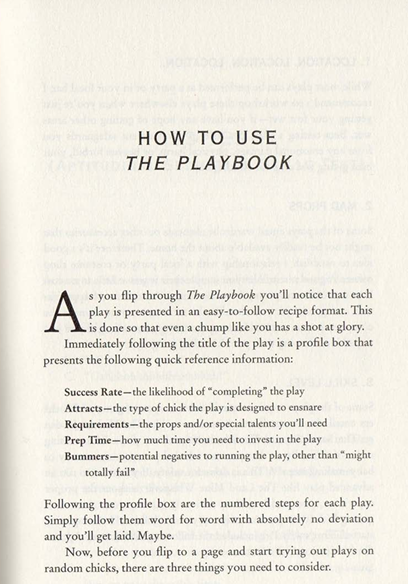 HOW TO USE
THE PLAYBOOK
As you flip through The Playbook you'll notice that each
play is presented in an easy-to-follow recipe format. This
is done so that even a chump like you has a shot at glory.
Immediately following the title of the play is a profile box that
presents the following quick reference information:
Success Rate—the likelihood of “completing” the play
Attracts—the type of chick the play is designed to ensnare
Requirements—the props and/or special talents you'll need
Prep Time—how much time you need to invest in the play
Bummers—potential negatives to running the play, other than “might
totally fail”
Following the profile box are the numbered steps for each play.
Simply follow them word for word with absolutely no deviation
and you'll get laid. Maybe.
Now, before you flip to a page and start trying out plays on
random chicks, there are three things you need to consider.